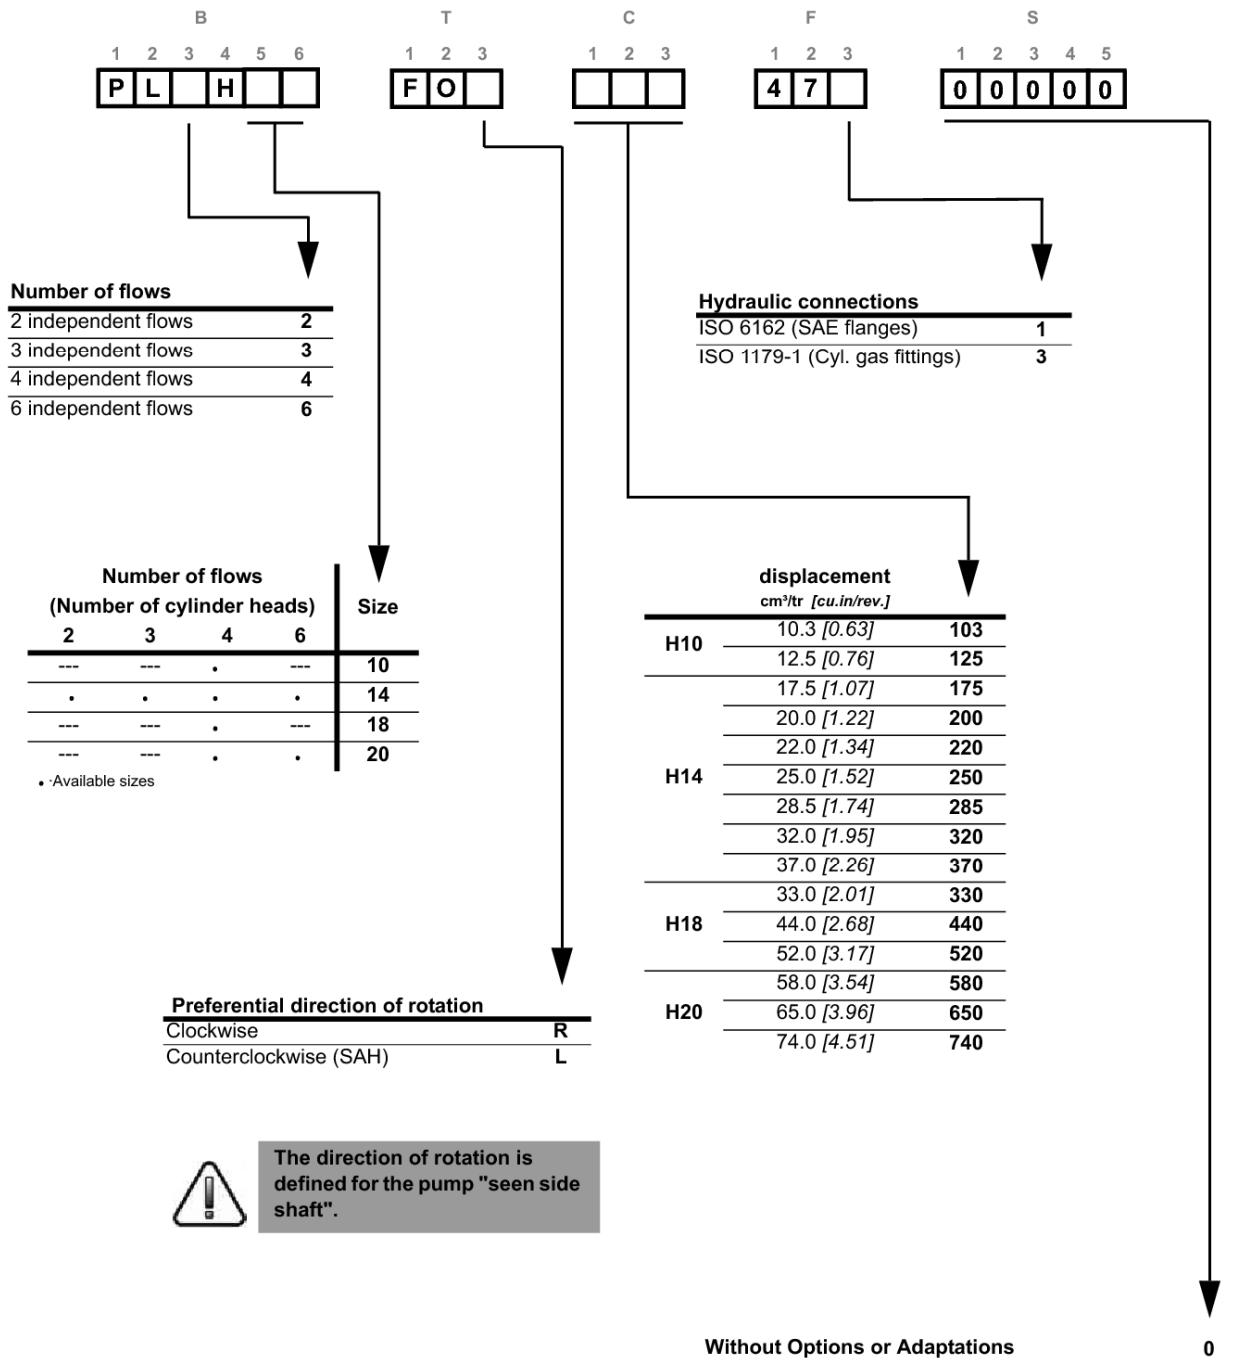 B T C F S
1 2 3 4 5 6 1 2 3 1 2 3 1 2 3 1 2 3 4 5
P L H F O 4 7 0 0 0 0 0
Number of flows
2 independent flows 2
3 independent flows 3
4 independent flows 4
6 independent flows 6
Hydraulic connections
ISO 6162 (SAE flanges) 1
ISO 1179-1 (Cyl. gas fittings) 3
Number of flows
(Number of cylinder heads) Size
2 3 4 6
--- --- . --- 10
. . . . 14
--- --- . --- 18
--- --- . . 20
. ·Available sizes
displacement
cm³/tr [cu.in/rev.]
H10
10.3 [0.63] 103
12.5 [0.76] 125
H14
17.5 [1.07] 175
20.0 [1.22] 200
22.0 [1.34] 220
25.0 [1.52] 250
28.5 [1.74] 285
32.0 [1.95] 320
37.0 [2.26] 370
H18
33.0 [2.01] 330
44.0 [2.68] 440
52.0 [3.17] 520
H20
58.0 [3.54] 580
65.0 [3.96] 650
74.0 [4.51] 740
Preferential direction of rotation
Clockwise R
Counterclockwise (SAH) L
The direction of rotation is
defined for the pump "seen side
shaft".
Without Options or Adaptations 0